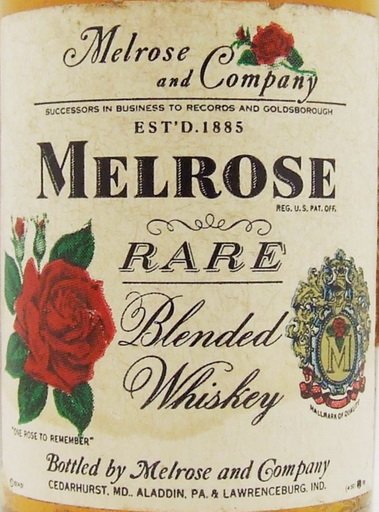 Melrose
and Company
SUCCESSORS IN BUSINESS TO RECORDS AND GOLDSBOROUGH
EST'D. 1885
MELROSE
REG. U.S. PAT. OFF.
RARE
Blended
Whiskey
M
HALLMARK OF QUALITY
"ONE ROSE TO REMEMBER"
Bottled by Melrose and Company
CEDARHURST, MD., ALADDIN, PA. & LAWRENCEBURG, IND.